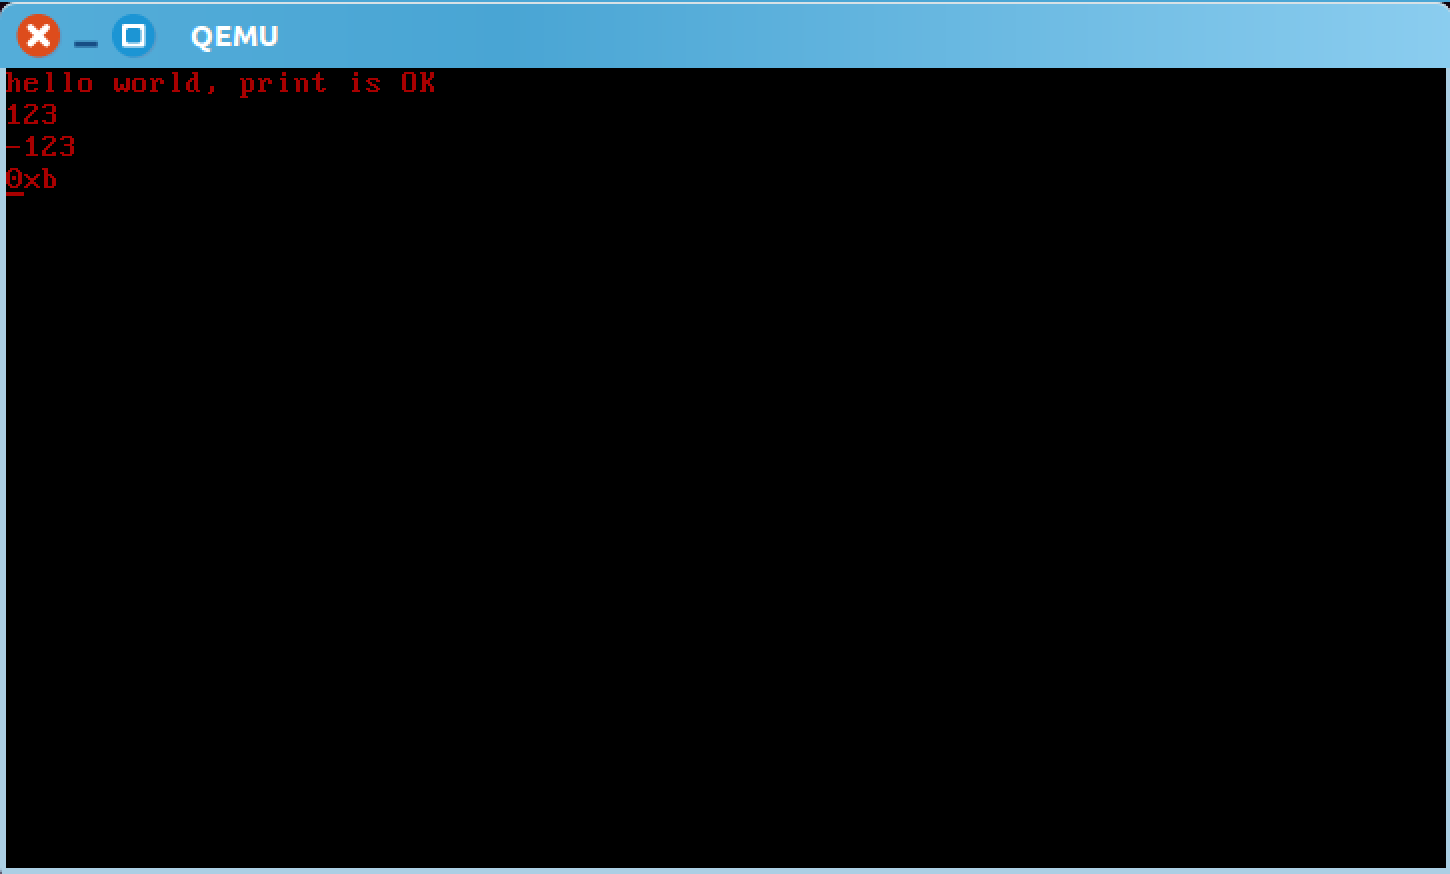 QEMU
hello world, print is OK
123
-123
0xb